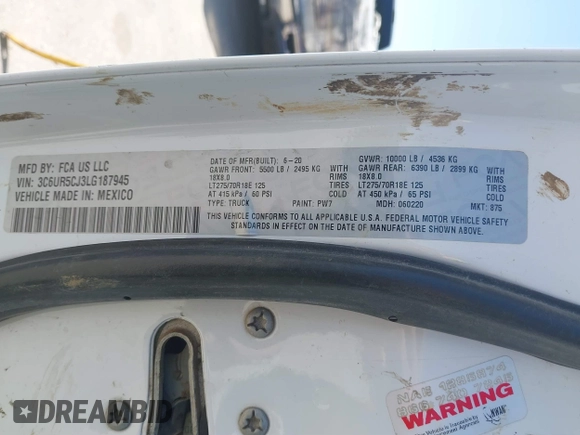 MFD BY: FCA US LLC
VIN: 3C6UR5CJ3LG187945
VEHICLE MADE IN: MEXICO
DATE OF MFR(BUILT): 6-20
GVWR: 10000 LB / 4536 KG
GAWR FRONT: 5500 LB / 2495 KG WITH
GAWR REAR: 6390 LB / 2899 KG WITH
18X8.0 RIMS
18X8.0 RIMS
LT275/70R18E 125 TIRES
LT275/70R18E 125 TIRES
AT 415 kPa / 60 PSI COLD
AT 450 kPa / 65 PSI COLD
TYPE: TRUCK PAINT: PW7 MDH: 060220 MKT: 875
THIS VEHICLE CONFORMS TO ALL APPLICABLE U.S.A. FEDERAL MOTOR VEHICLE SAFETY
STANDARDS IN EFFECT ON THE DATE OF MANUFACTURE SHOWN ABOVE.
WARNING
DREAMBID